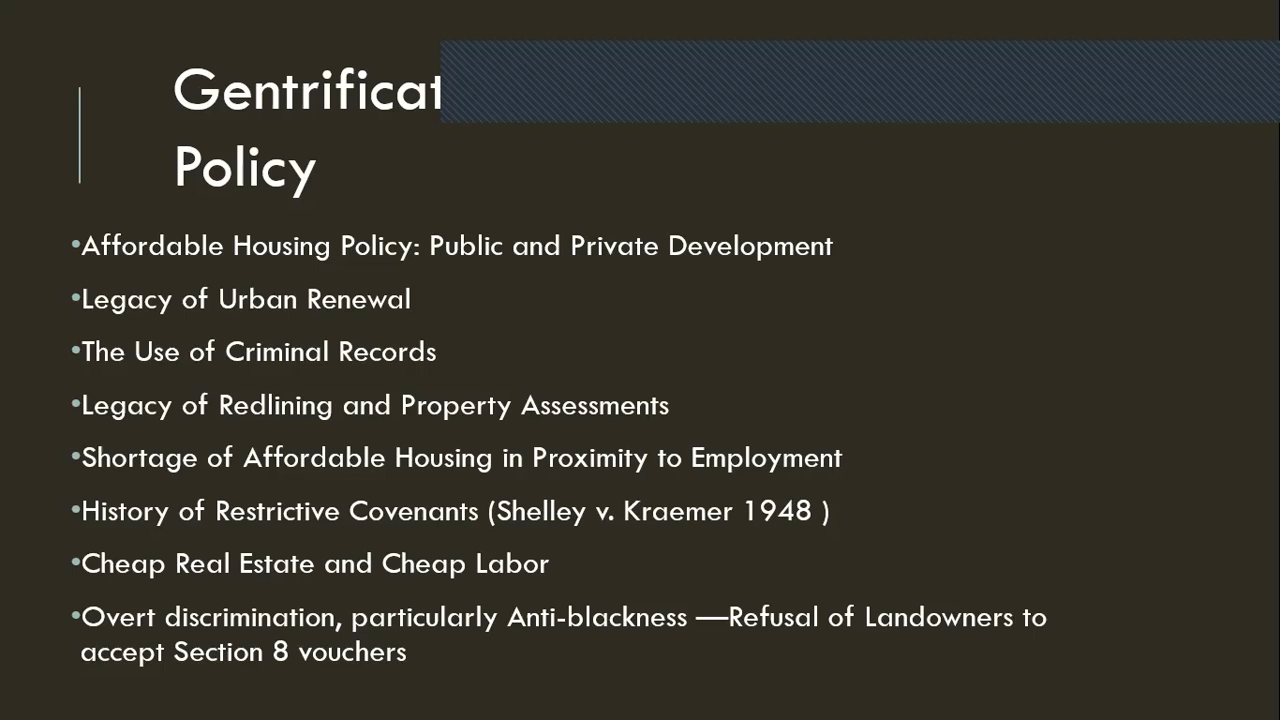 Gentrificat
Policy
•Affordable Housing Policy: Public and Private Development
•Legacy of Urban Renewal
•The Use of Criminal Records
•Legacy of Redlining and Property Assessments
•Shortage of Affordable Housing in Proximity to Employment
•History of Restrictive Covenants (Shelley v. Kraemer 1948 )
•Cheap Real Estate and Cheap Labor
•Overt discrimination, particularly Anti-blackness —Refusal of Landowners to
accept Section 8 vouchers